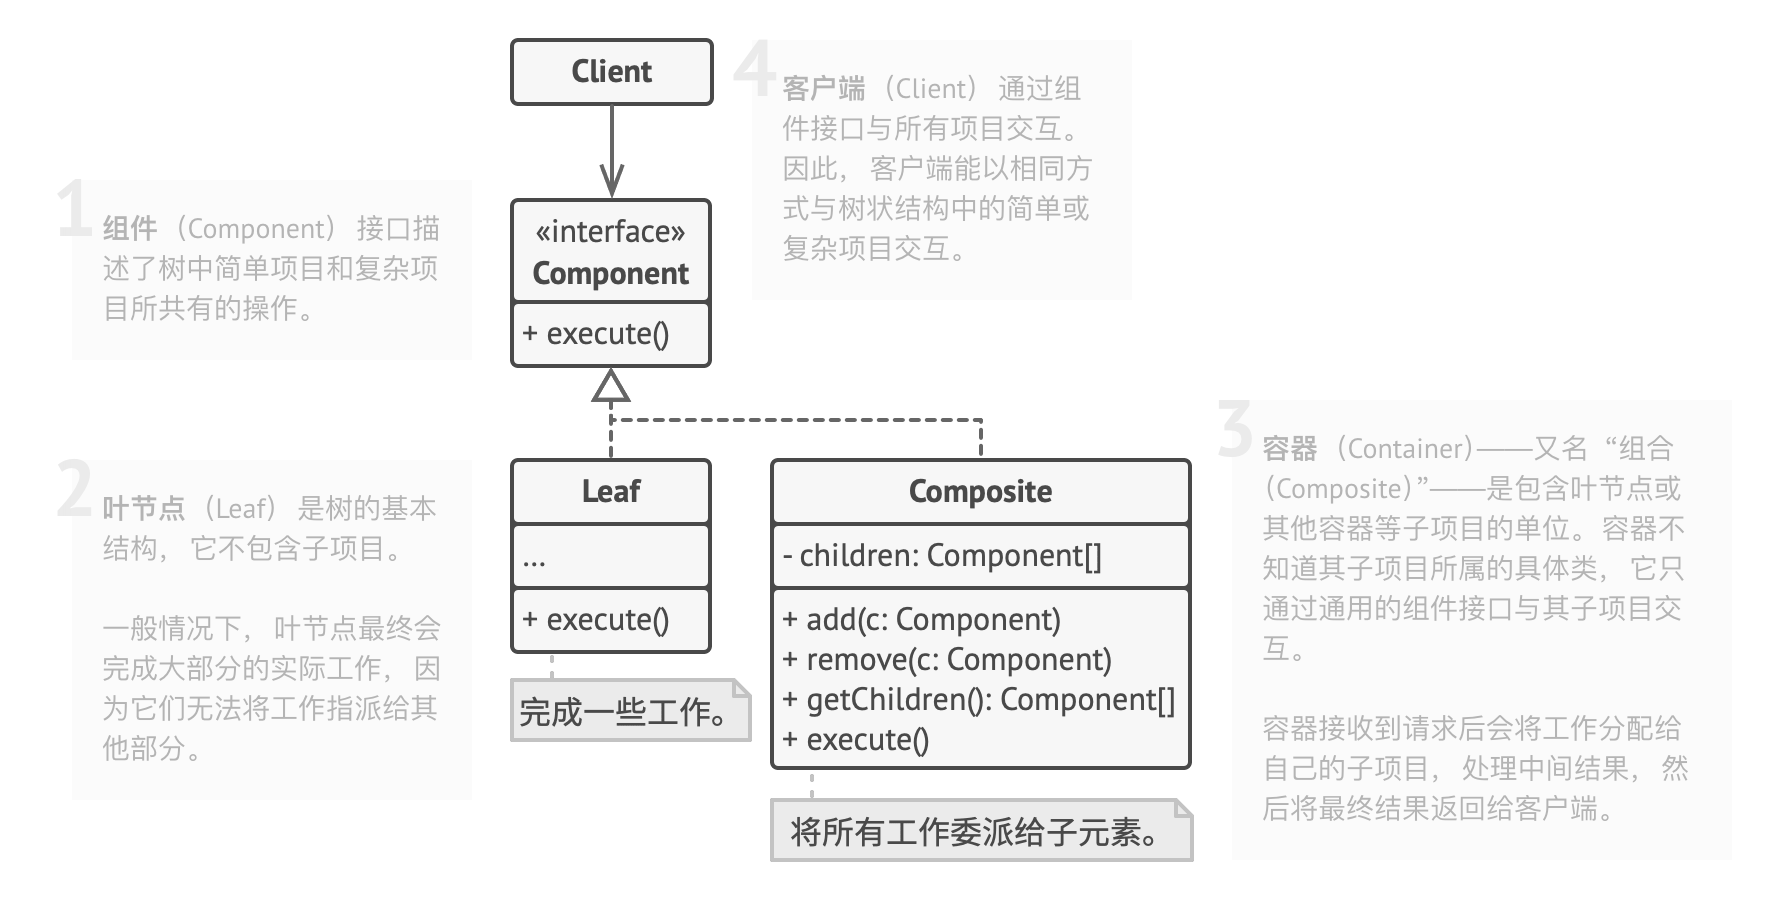 Client
4
客户端 (Client) 通过组
件接口与所有项目交互。
因此， 客户端能以相同方
式与树状结构中的简单或
复杂项目交互。
1
组件 (Component) 接口描
述了树中简单项目和复杂项
目所共有的操作。
«interface»
Component
+ execute()
2
叶节点 (Leaf) 是树的基本
结构， 它不包含子项目。
一般情况下， 叶节点最终会
完成大部分的实际工作， 因
为它们无法将工作指派给其
他部分。
Leaf
...
+ execute()
完成一些工作。
Composite
- children: Component[]
+ add(c: Component)
+ remove(c: Component)
+ getChildren(): Component[]
+ execute()
将所有工作委派给子元素。
3
容器 (Container)——又名 “组合
(Composite)”——是包含叶节点或
其他容器等子项目的单位。 容器不
知道其子项目所属的具体类， 它只
通过通用的组件接口与其子项目交
互。
容器接收到请求后会将工作分配给
自己的子项目， 处理中间结果， 然
后将最终结果返回给客户端。